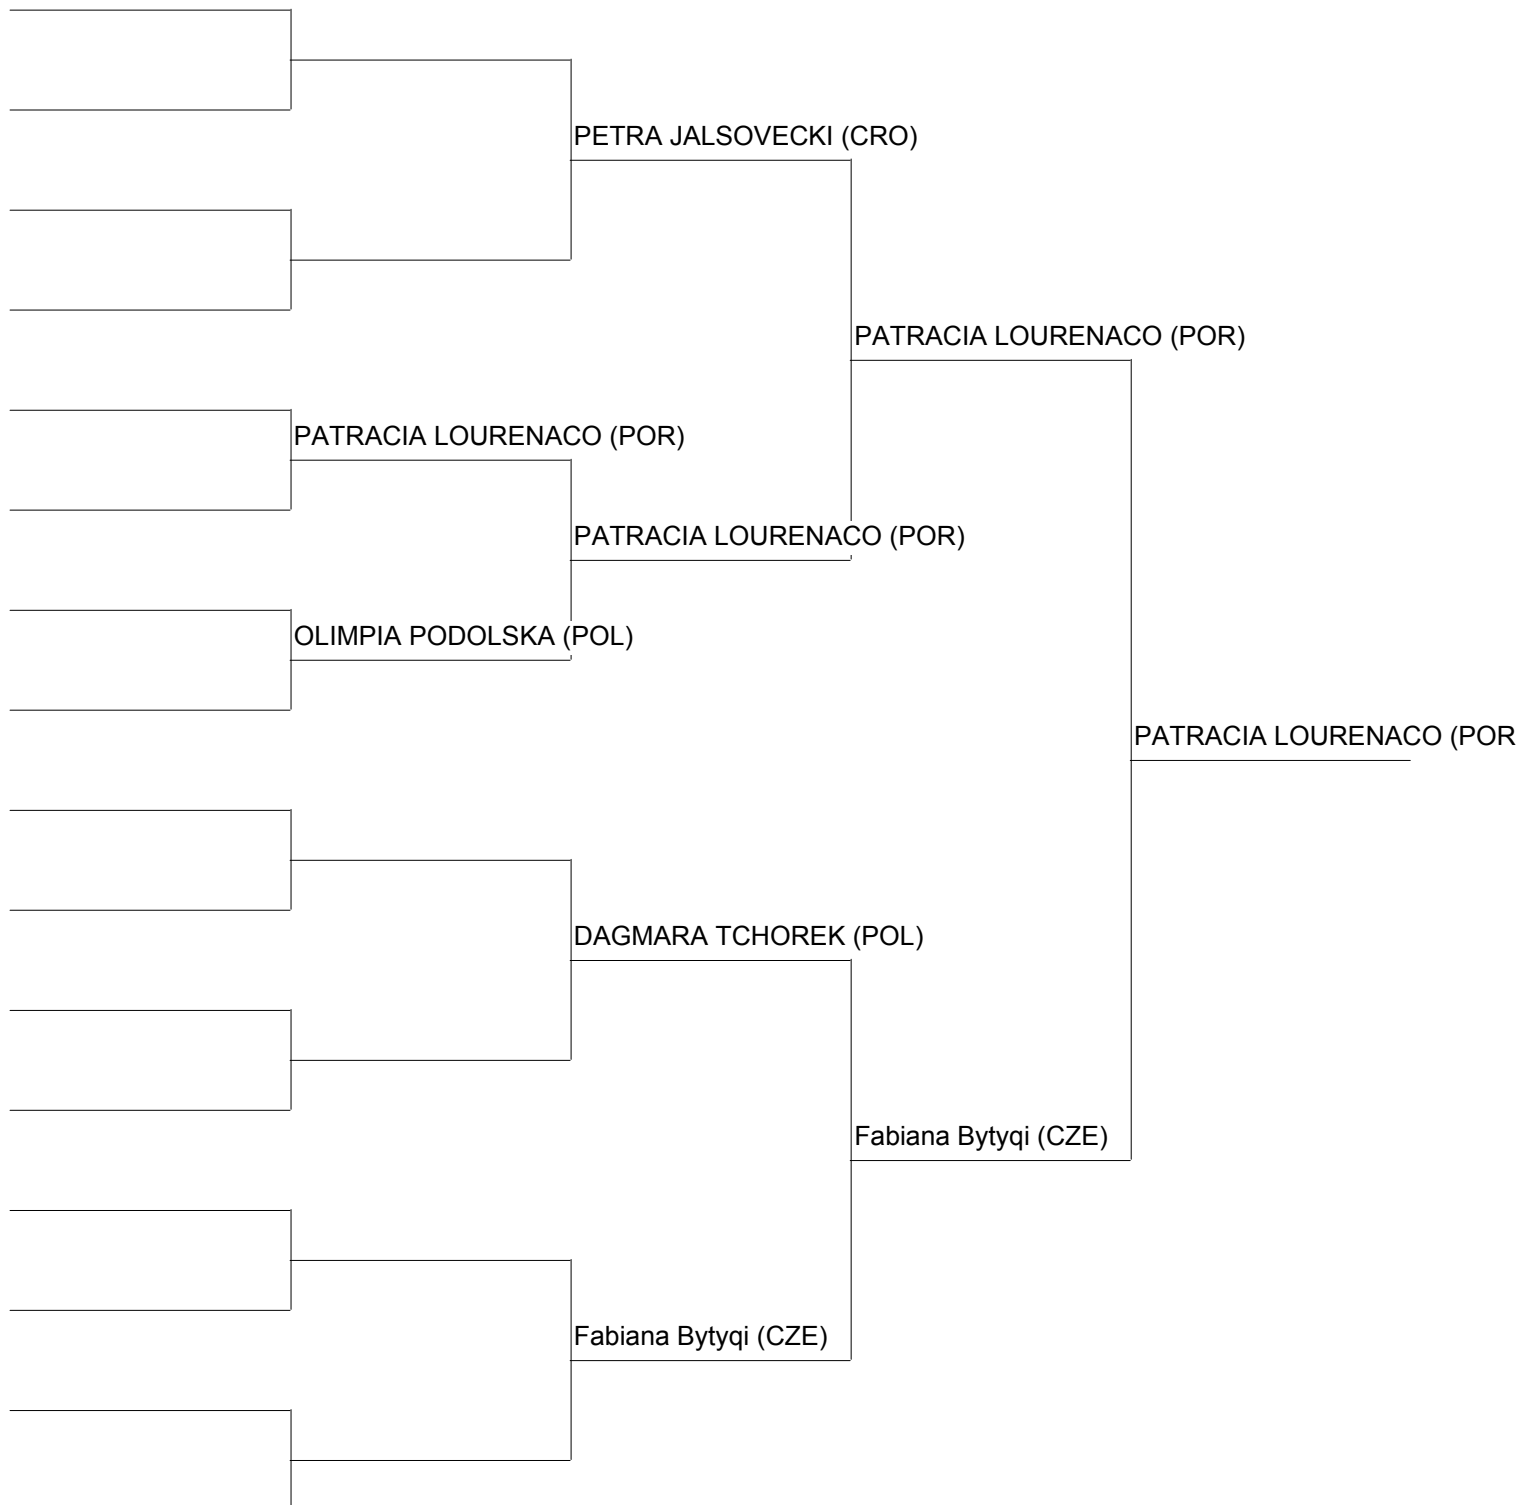 PETRA JALSOVECKI (CRO)
PATRACIA LOURENACO (POR)
PATRACIA LOURENACO (POR)
PATRACIA LOURENACO (POR)
OLIMPIA PODOLSKA (POL)
PATRACIA LOURENACO (POR
DAGMARA TCHOREK (POL)
Fabiana Bytyqi (CZE)
Fabiana Bytyqi (CZE)